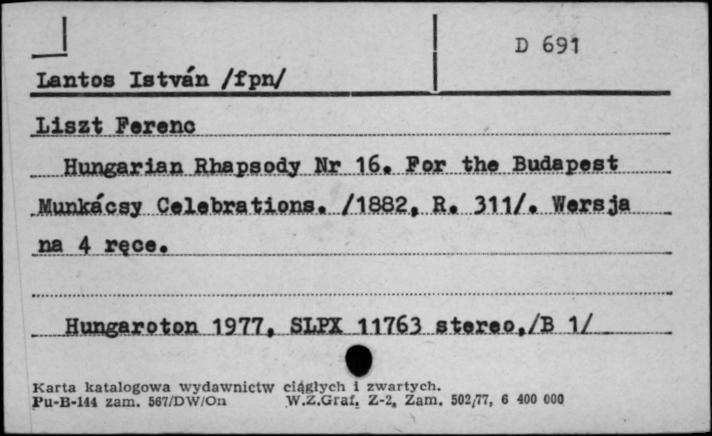 D 691
Lantos István /fpn/
Liszt Ferenc
Hungarian Rhapsody Nr 16. For the Budapest
Munkácsy Celebrations. /1882, R. 311/. Wersja
na 4 ręce.
Hungaroton 1977, SLPX 11763 stereo,/B 1/
Karta katalogowa wydawnictw ciągłych i zwartych.
Pu-B-144 zam. 567/DW/On W.Z.Graf. Z-2, Zam. 502/77, 6 400 000